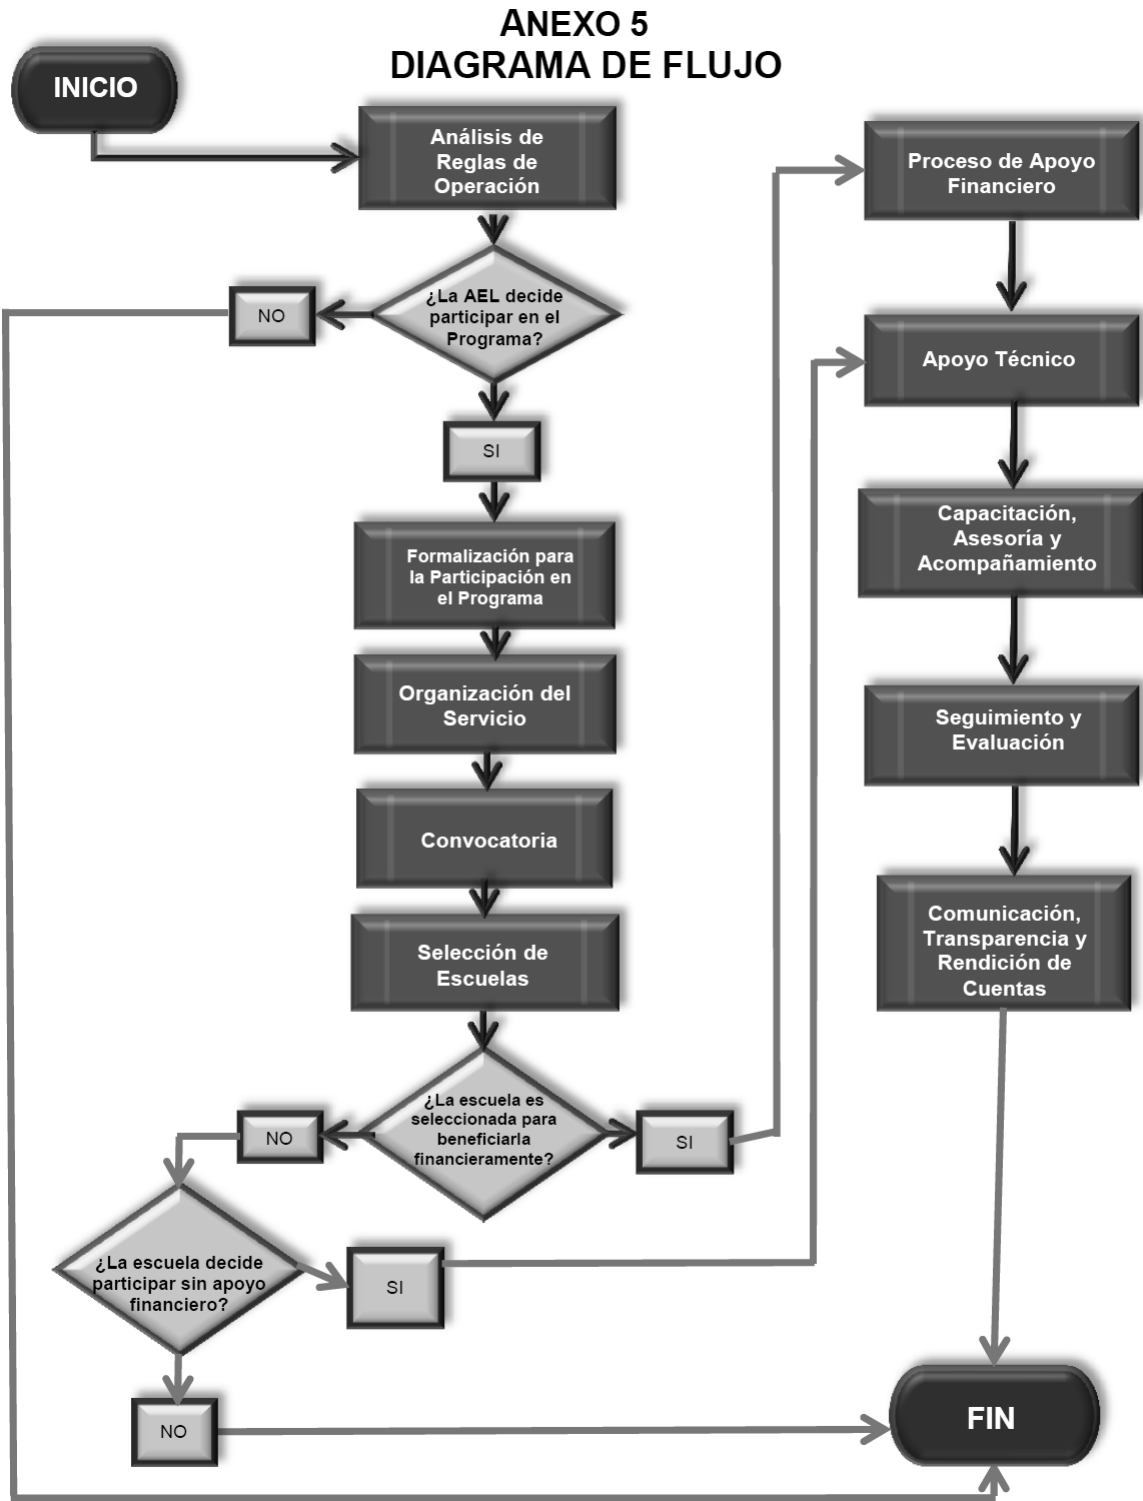 ANEXO 5
DIAGRAMA DE FLUJO
INICIO
Análisis de
Reglas de
Operación
¿La AEL decide
participar en el
Programa?
NO
SI
Formalización para
la Participación en
el Programa
Organización del
Servicio
Convocatoria
Selección de
Escuelas
¿La escuela es
seleccionada para
beneficiarla
financieramente?
NO
SI
¿La escuela decide
participar sin apoyo
financiero?
SI
NO
Proceso de Apoyo
Financiero
Apoyo Técnico
Capacitación,
Asesoría y
Acompañamiento
Seguimiento y
Evaluación
Comunicación,
Transparencia y
Rendición de
Cuentas
FIN